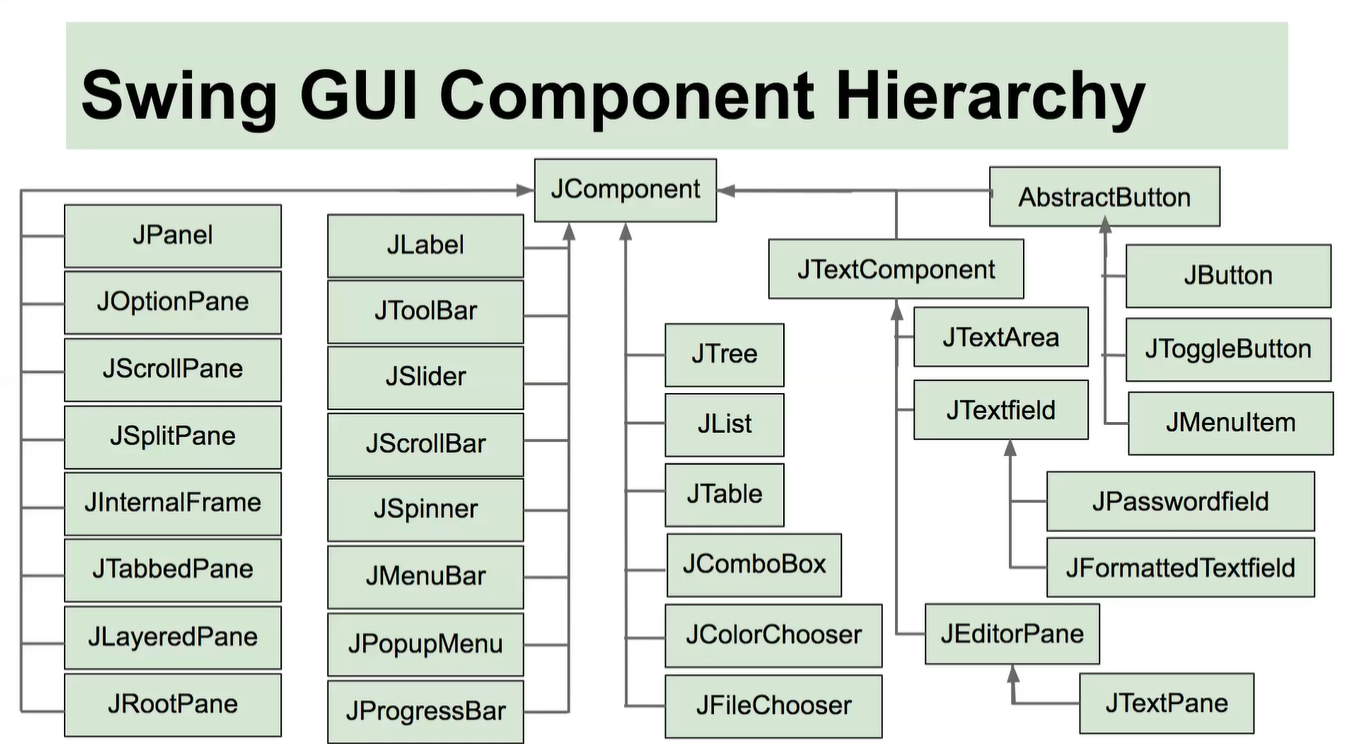 Swing GUI Component Hierarchy
JComponent
AbstractButton
JPanel
JOptionPane
JScrollPane
JSplitPane
JInternalFrame
JTabbedPane
JLayeredPane
JRootPane
JLabel
JToolBar
JSlider
JScrollBar
JSpinner
JMenuBar
JPopupMenu
JProgressBar
JTree
JList
JTable
JComboBox
JColorChooser
JFileChooser
JTextComponent
JTextArea
JTextfield
JPasswordfield
JFormattedTextfield
JEditorPane
JTextPane
JButton
JToggleButton
JMenuItem